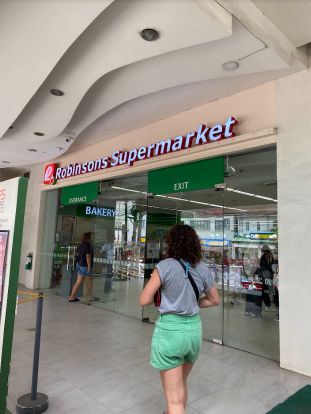 Robinsons Supermarket
ENTRANCE
EXIT
BAKERY